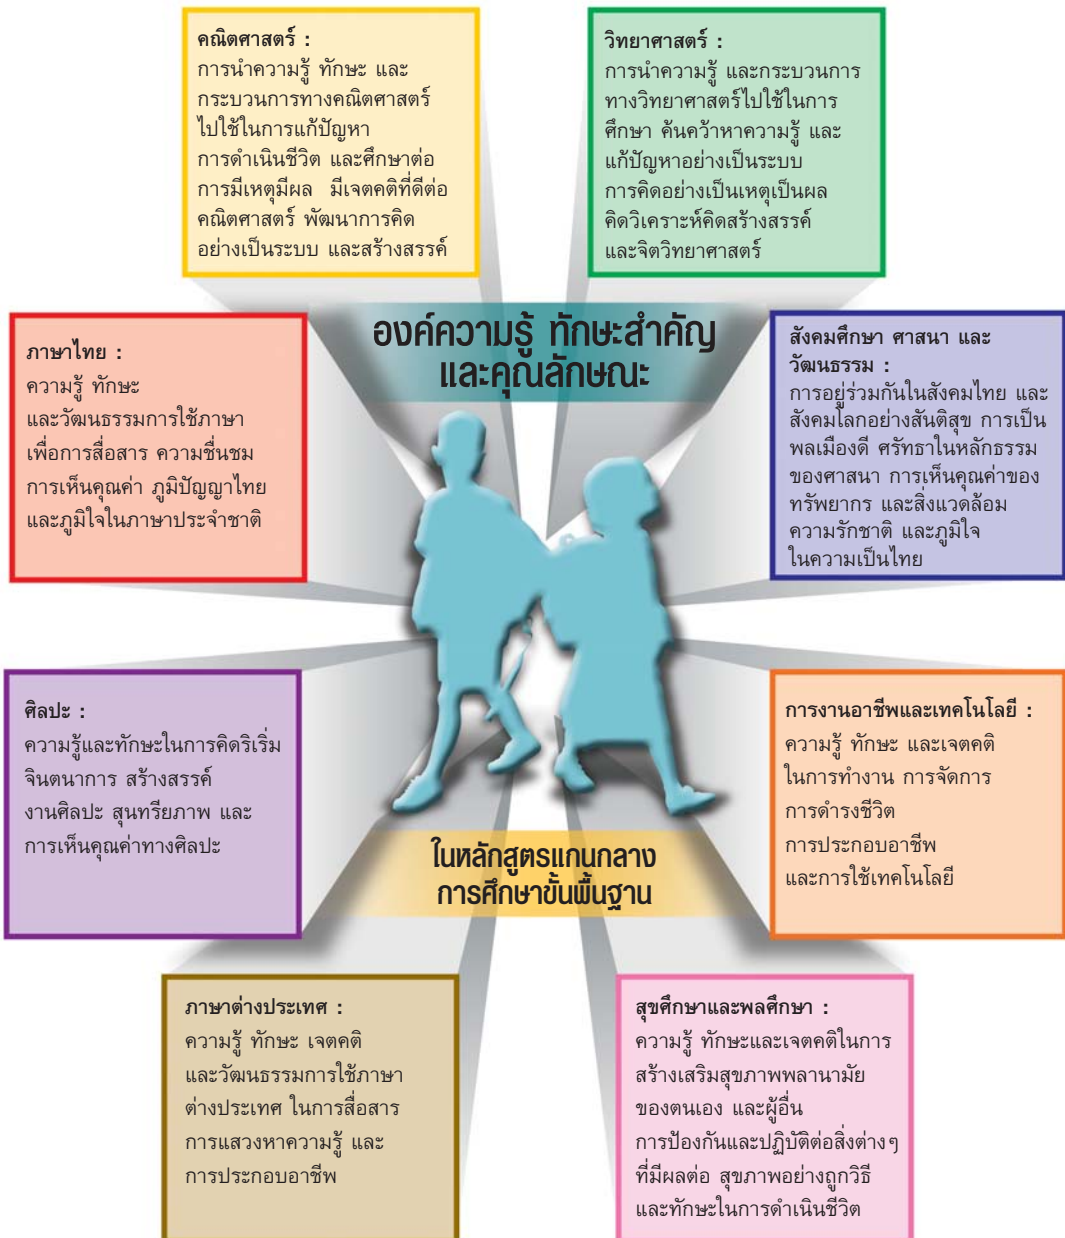 คณิตศาสตร์ :
การนำความรู้ ทักษะ และ
กระบวนการทางคณิตศาสตร์
ไปใช้ในการแก้ปัญหา
การดำเนินชีวิต และศึกษาต่อ
การมีเหตุมีผล มีเจตคติที่ดีต่อ
คณิตศาสตร์ พัฒนาการคิด
อย่างเป็นระบบ และสร้างสรรค์
วิทยาศาสตร์ :
การนำความรู้ และกระบวนการ
ทางวิทยาศาสตร์ไปใช้ในการ
ศึกษา ค้นคว้าหาความรู้ และ
แก้ปัญหาอย่างเป็นระบบ
การคิดอย่างเป็นเหตุเป็นผล
คิดวิเคราะห์คิดสร้างสรรค์
และจิตวิทยาศาสตร์
องค์ความรู้ ทักษะสำคัญ
และคุณลักษณะ
ภาษาไทย :
ความรู้ ทักษะ
และวัฒนธรรมการใช้ภาษา
เพื่อการสื่อสาร ความชื่นชม
การเห็นคุณค่า ภูมิปัญญาไทย
และภูมิใจในภาษาประจำชาติ
สังคมศึกษา ศาสนา และ
วัฒนธรรม :
การอยู่ร่วมกันในสังคมไทย และ
สังคมโลกอย่างสันติสุข การเป็น
พลเมืองดี ศรัทธาในหลักธรรม
ของศาสนา การเห็นคุณค่าของ
ทรัพยากร และสิ่งแวดล้อม
ความรักชาติ และภูมิใจ
ในความเป็นไทย
ศิลปะ :
ความรู้และทักษะในการคิดริเริ่ม
จินตนาการ สร้างสรรค์
งานศิลปะ สุนทรียภาพ และ
การเห็นคุณค่าทางศิลปะ
การงานอาชีพและเทคโนโลยี :
ความรู้ ทักษะ และเจตคติ
ในการทำงาน การจัดการ
การดำรงชีวิต
การประกอบอาชีพ
และการใช้เทคโนโลยี
ในหลักสูตรแกนกลาง
การศึกษาขั้นพื้นฐาน
ภาษาต่างประเทศ :
ความรู้ ทักษะ เจตคติ
และวัฒนธรรมการใช้ภาษา
ต่างประเทศ ในการสื่อสาร
การแสวงหาความรู้ และ
การประกอบอาชีพ
สุขศึกษาและพลศึกษา :
ความรู้ ทักษะและเจตคติในการ
สร้างเสริมสุขภาพพลานามัย
ของตนเอง และผู้อื่น
การป้องกันและปฏิบัติต่อสิ่งต่างๆ
ที่มีผลต่อ สุขภาพอย่างถูกวิธี
และทักษะในการดำเนินชีวิต